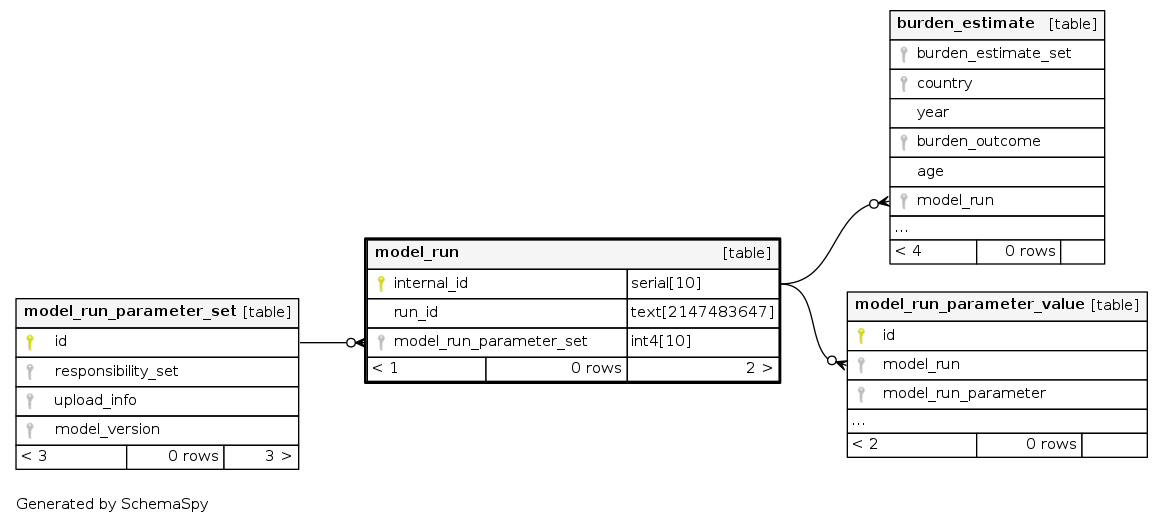 burden_estimate [table]
burden_estimate_set
country
year
burden_outcome
age
model_run
...
< 4 0 rows
model_run [table]
internal_id serial[10]
run_id text[2147483647]
model_run_parameter_set int4[10]
< 1 0 rows 2 >
model_run_parameter_set [table]
id
responsibility_set
upload_info
model_version
< 3 0 rows 3 >
model_run_parameter_value [table]
id
model_run
model_run_parameter
...
< 2 0 rows
Generated by SchemaSpy